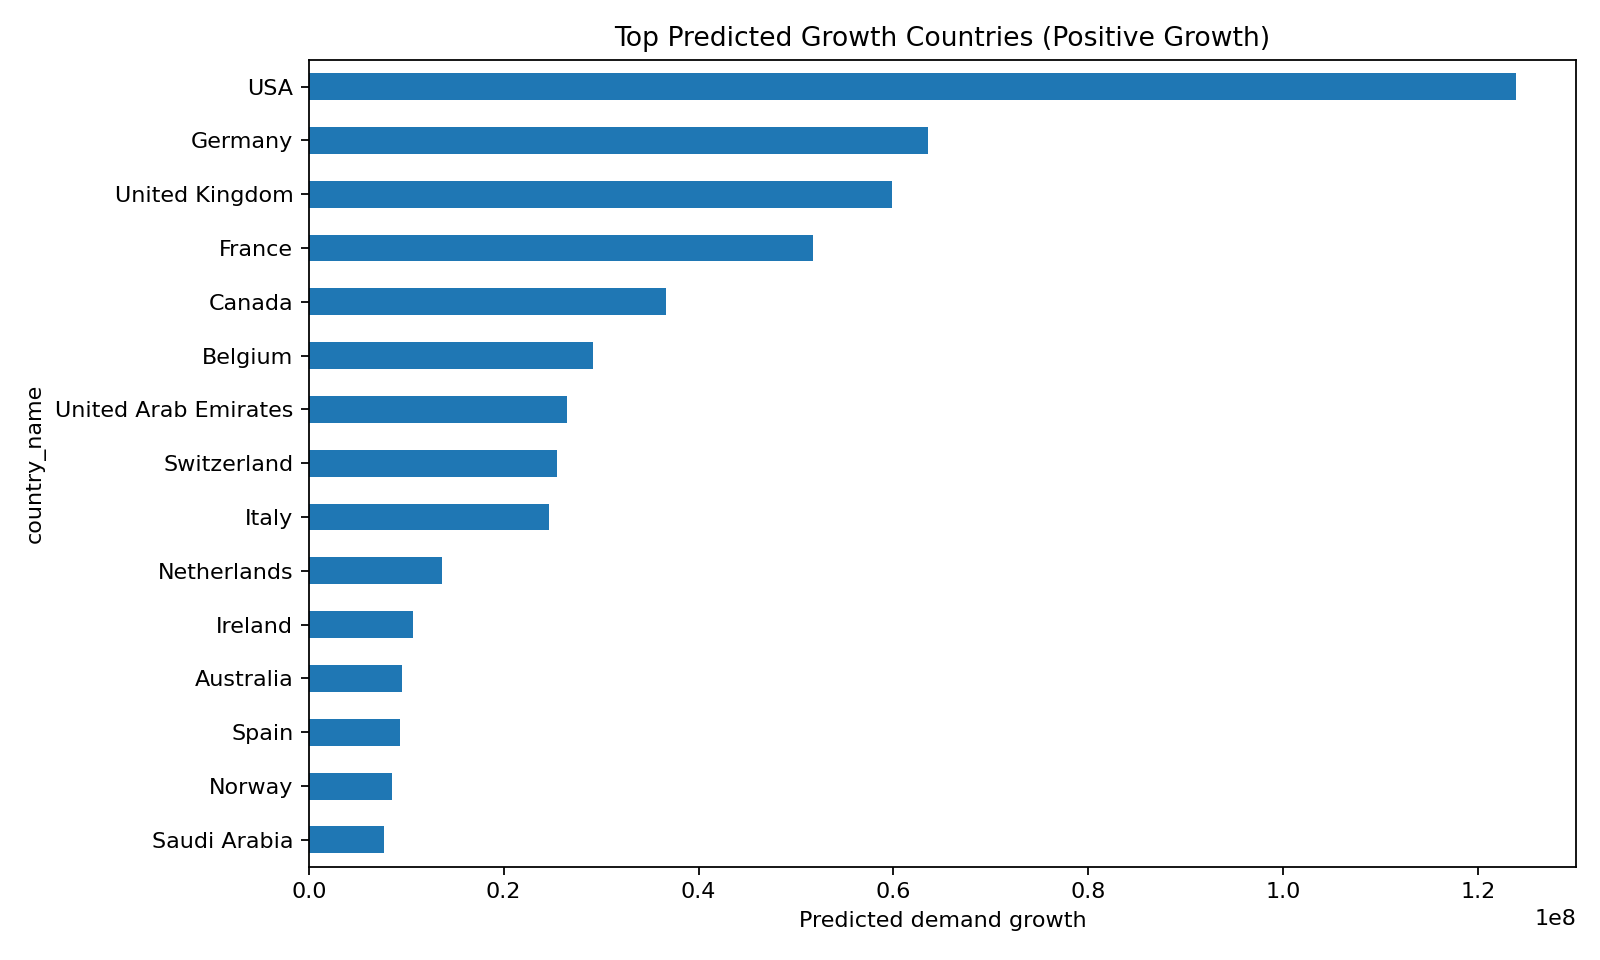 Top Predicted Growth Countries (Positive Growth)
USA
Germany
United Kingdom
France
Canada
Belgium
United Arab Emirates
Switzerland
Italy
Netherlands
Ireland
Australia
Spain
Norway
Saudi Arabia
country_name
0.0 0.2 0.4 0.6 0.8 1.0 1.2
1e8
Predicted demand growth